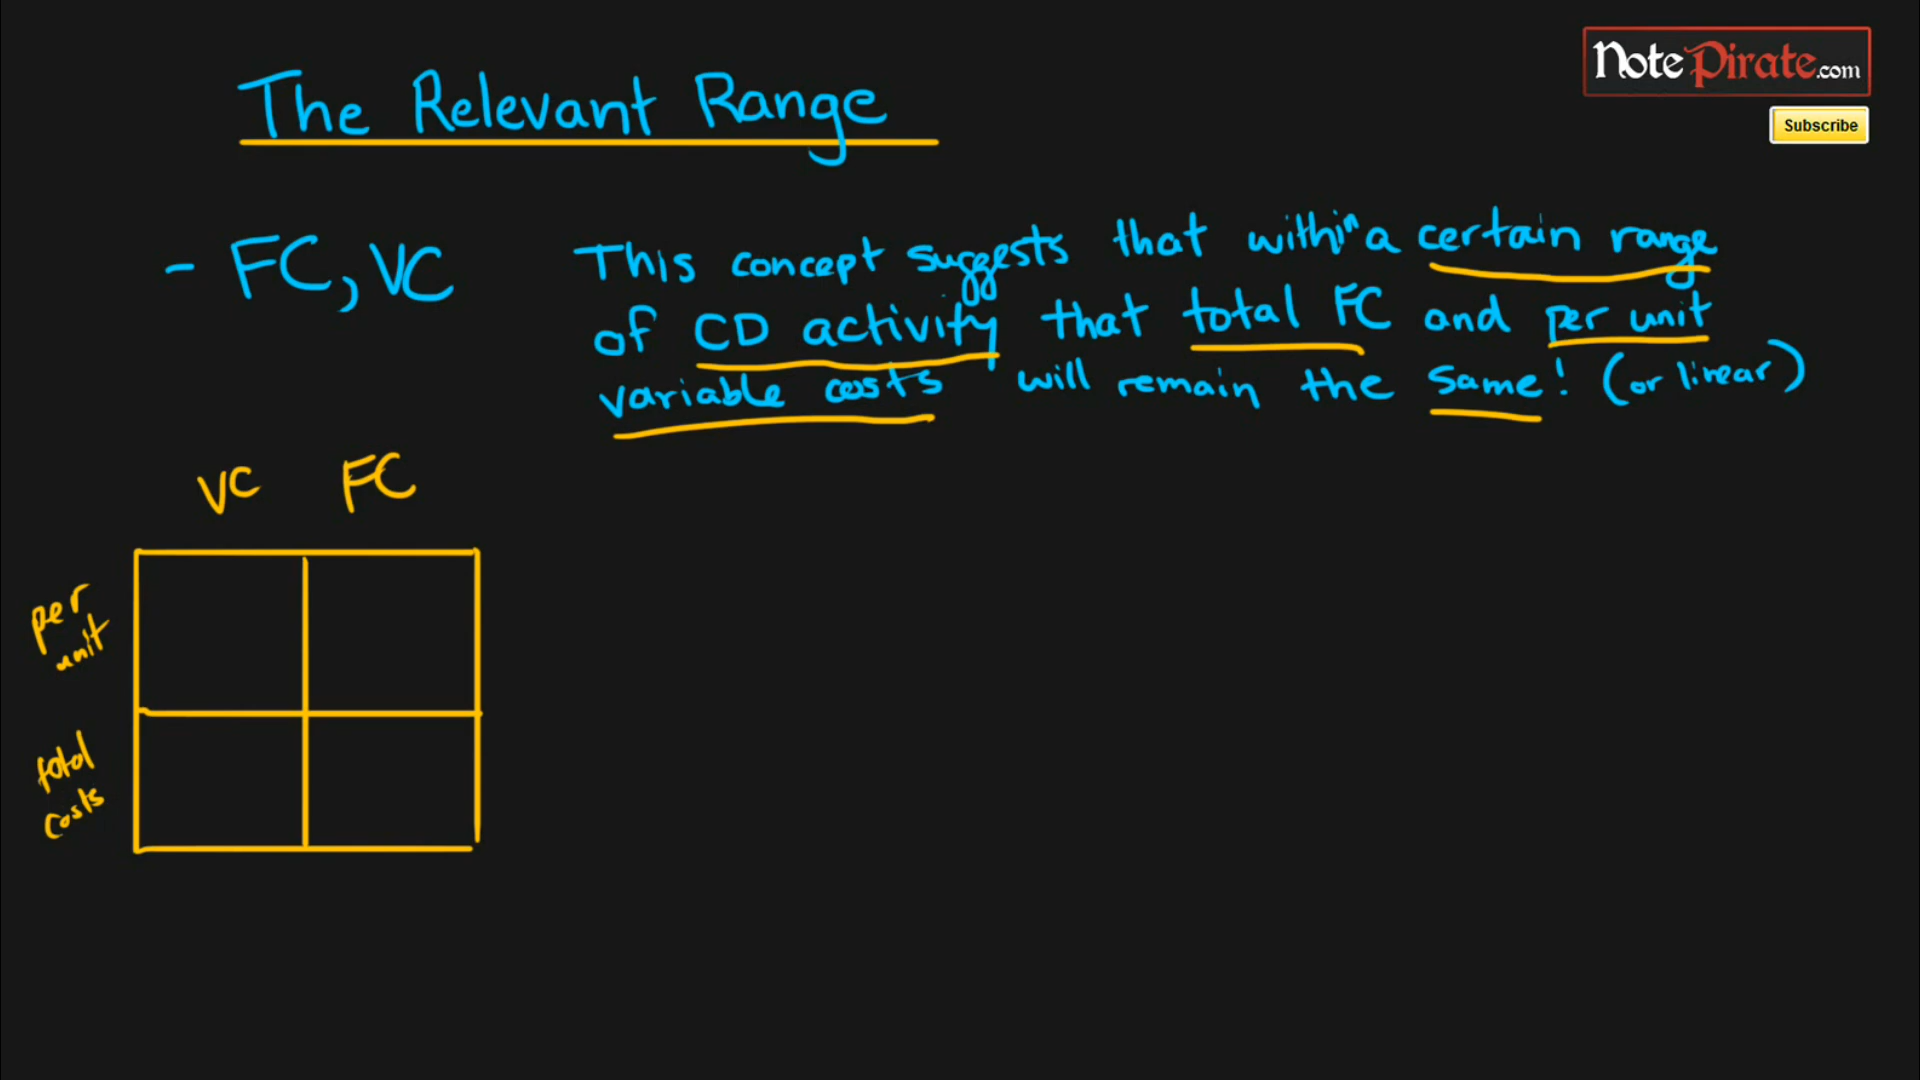 The Relevant Range
NotePirate.com
Subscribe
- FC, VC
This concept suggests that within a certain range
of CD activity that total FC and per unit
variable costs will remain the same! (or linear)
VC FC
per
unit
total
costs